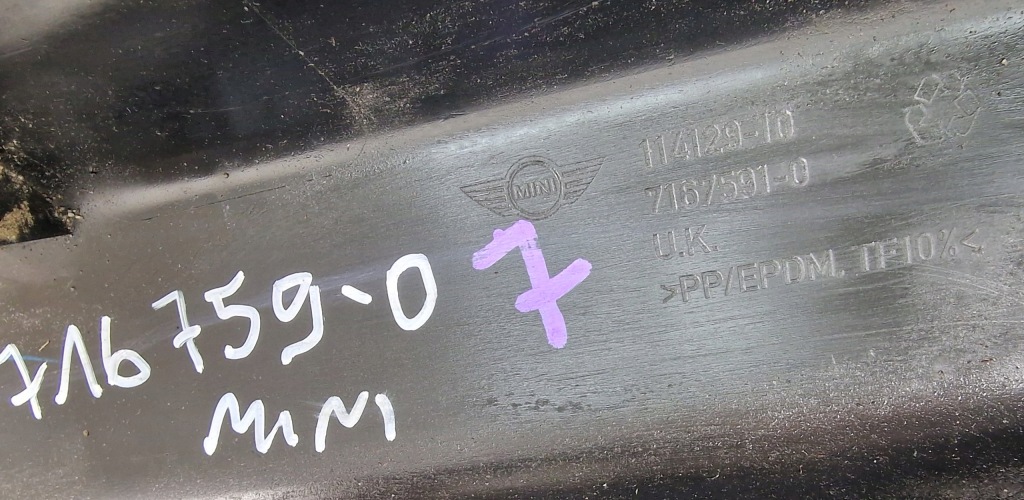 MINI
114129-10
7167591-0
U.K.
>PP/EPDM, TF10%<
716759-0
7
MINI